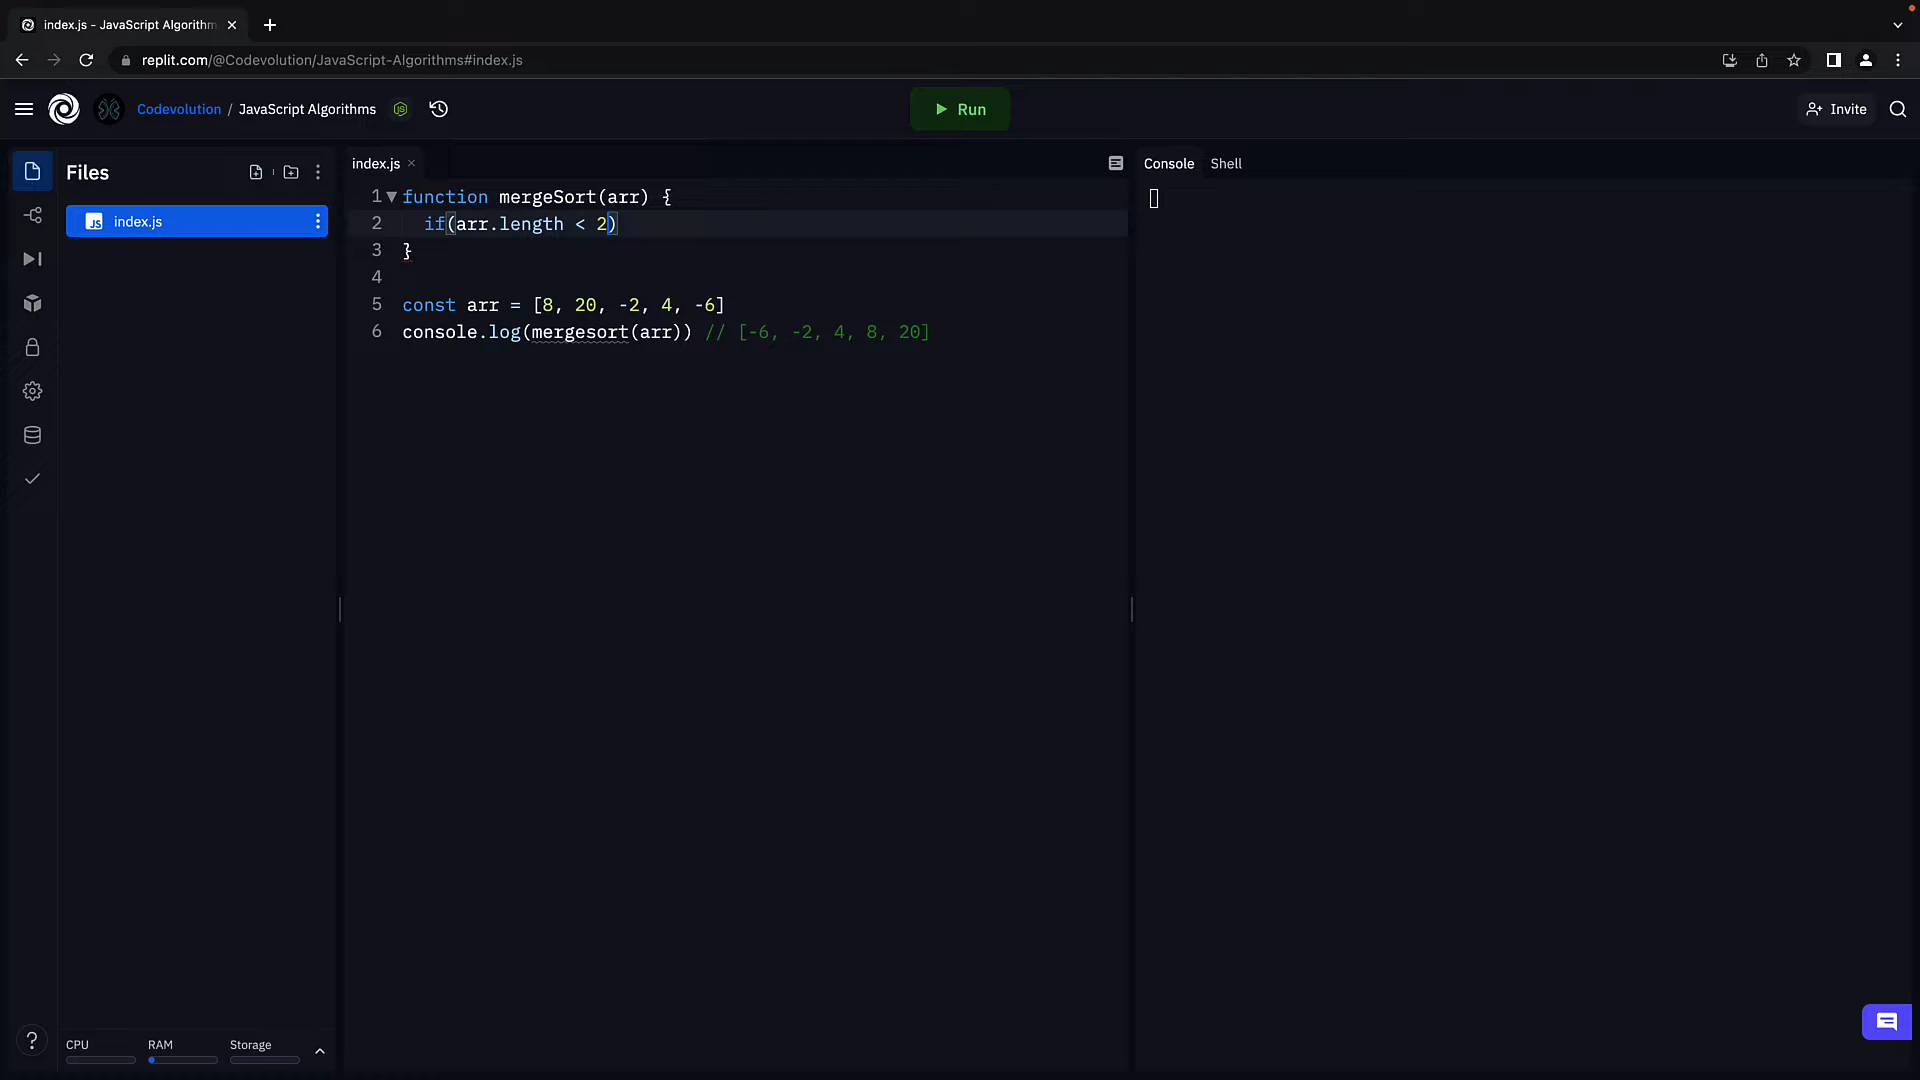 index.js - JavaScript Algorithm
replit.com/@Codevolution/JavaScript-Algorithms#index.js
Codevolution / JavaScript Algorithms
Run
Invite
Files
index.js
Console
Shell
JS index.js
1 function mergeSort(arr) {
2 if(arr.length < 2)
3 }
4
5 const arr = [8, 20, -2, 4, -6]
6 console.log(mergesort(arr)) // [-6, -2, 4, 8, 20]
?
CPU
RAM
Storage